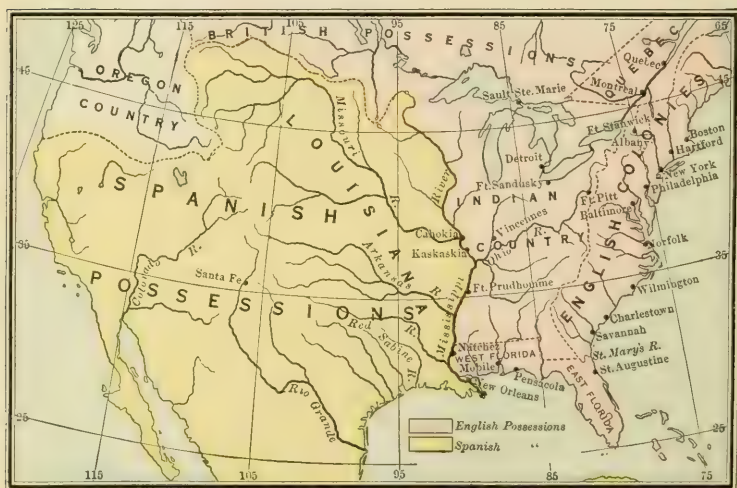 125
115
105
95
85
75
65
BRITISH POSSESSIONS
OREGON
COUNTRY
QUEBEC
Quebec
Montreal
Sault Ste. Marie
45
45
Ft. Stanwick
Albany
Boston
Hartford
New York
Philadelphia
Detroit
Ft. Sandusky
Ft. Pitt
Baltimore
Missouri
R.
LOUISIANA
River
INDIAN
COUNTRY
ENGLISH COLONIES
SPANISH
POSSESSIONS
Cahokia
Kaskaskia
Vincennes
Ohio
R.
Norfolk
35
35
Colorado
R.
Santa Fe
Arkansas
R.
Ft. Prudhomme
Mississippi
Wilmington
Charlestown
Savannah
Red
R.
Sabine
R.
Natchez
WEST FLORIDA
Mobile
Pensacola
New Orleans
St. Mary's R.
St. Augustine
EAST FLORIDA
Rio Grande
25
25
English Possessions
Spanish "
115
105
95
85
75